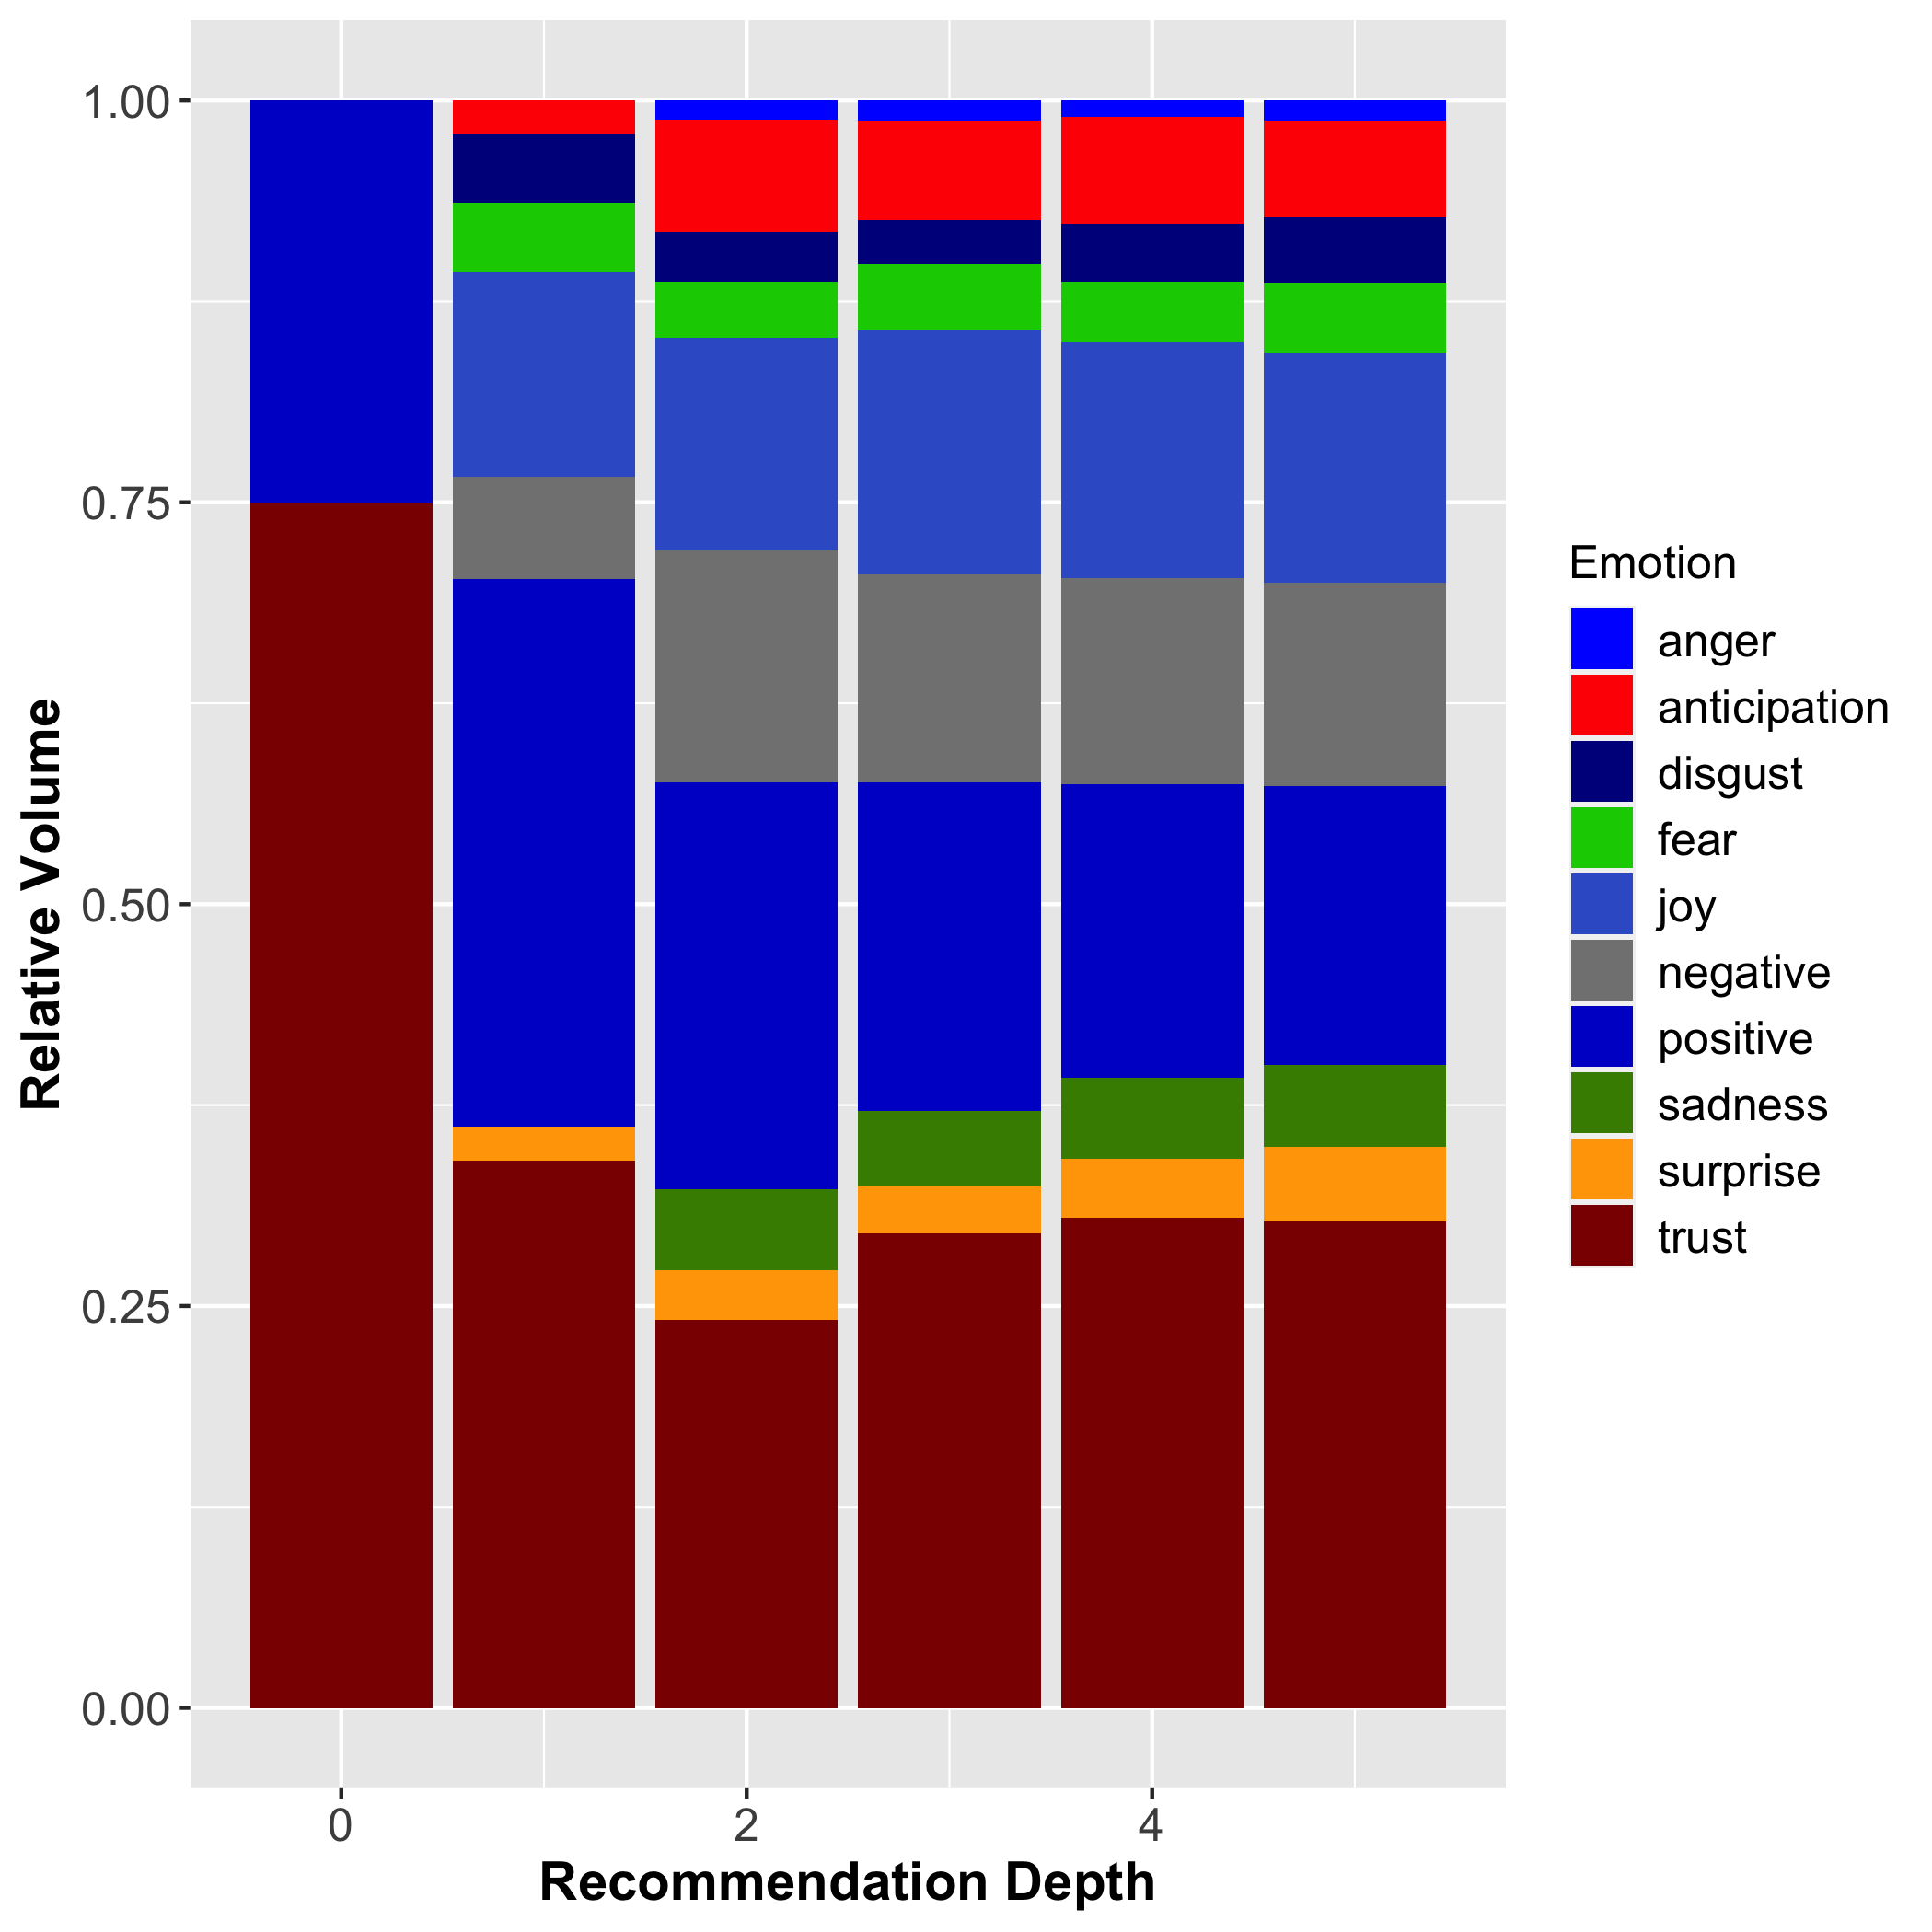 1.00
0.75
0.50
0.25
0.00
Relative Volume
0
2
4
Recommendation Depth
Emotion
anger
anticipation
disgust
fear
joy
negative
positive
sadness
surprise
trust